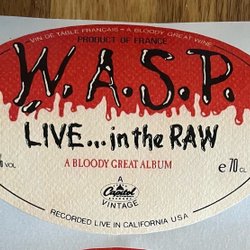 VIN DE TABLE FRANÇAIS - A BLOODY GREAT WINE
PRODUCT OF FRANCE
W.A.S.P.
LIVE... in the RAW
A BLOODY GREAT ALBUM
% VOL
e 70 cl
A
Capitol
VINTAGE
RECORDED LIVE IN CALIFORNIA USA